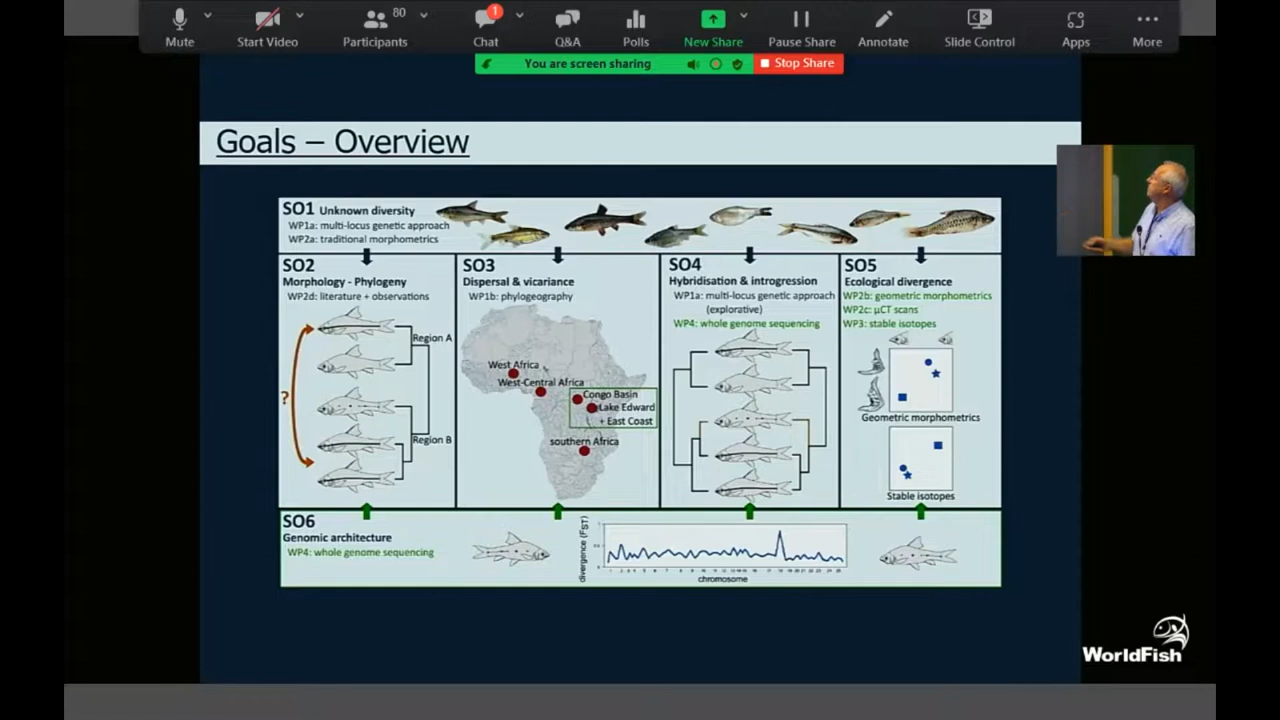 80
1
Mute
Start Video
Participants
Chat
Q&A
Polls
New Share
Pause Share
Annotate
Slide Control
Apps
More
You are screen sharing
Stop Share
Goals – Overview
SO1 Unknown diversity
WP1a: multi-locus genetic approach
WP2a: traditional morphometrics
SO2
Morphology - Phylogeny
WP2d: literature + observations
Region A
?
Region B
SO3
Dispersal & vicariance
WP1b: phylogeography
West Africa
West-Central Africa
Congo Basin
Lake Edward
+ East Coast
southern Africa
SO4
Hybridisation & introgression
WP1a: multi-locus genetic approach
(explorative)
WP4: whole genome sequencing
SO5
Ecological divergence
WP2b: geometric morphometrics
WP2c: µCT scans
WP3: stable isotopes
Geometric morphometrics
Stable isotopes
SO6
Genomic architecture
WP4: whole genome sequencing
divergence (FST)
chromosome
WorldFish